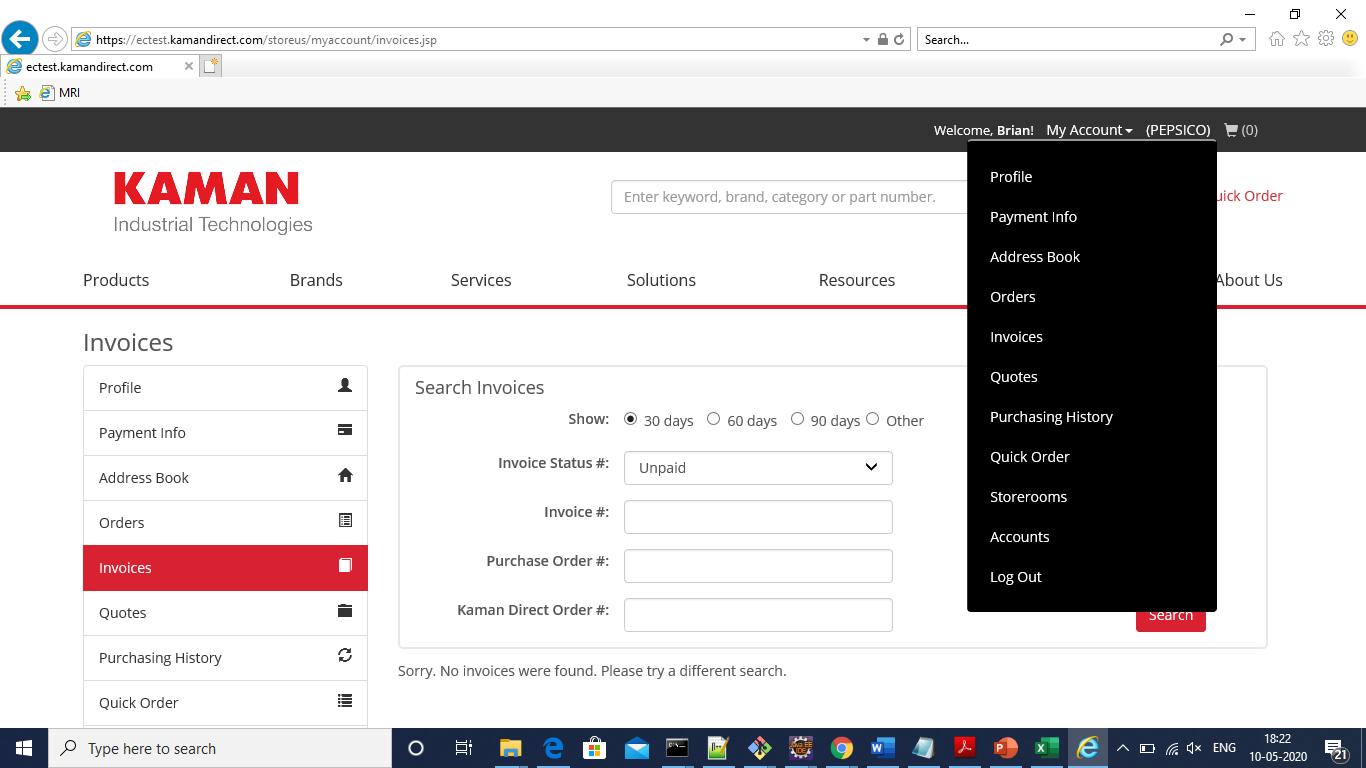 https://ectest.kamandirect.com/storeus/myaccount/invoices.jsp
Search...
ectest.kamandirect.com
MRI
Welcome, Brian! My Account (PEPSICO) (0)
KAMAN
Industrial Technologies
Enter keyword, brand, category or part number.
uick Order
Products Brands Services Solutions Resources About Us
Profile
Payment Info
Address Book
Orders
Invoices
Quotes
Purchasing History
Quick Order
Storerooms
Accounts
Log Out
Invoices
Profile
Payment Info
Address Book
Orders
Invoices
Quotes
Purchasing History
Quick Order
Search Invoices
Show: 30 days 60 days 90 days Other
Invoice Status #: Unpaid
Invoice #:
Purchase Order #:
Kaman Direct Order #:
Search
Sorry. No invoices were found. Please try a different search.
Type here to search
ENG
18:22
10-05-2020
21